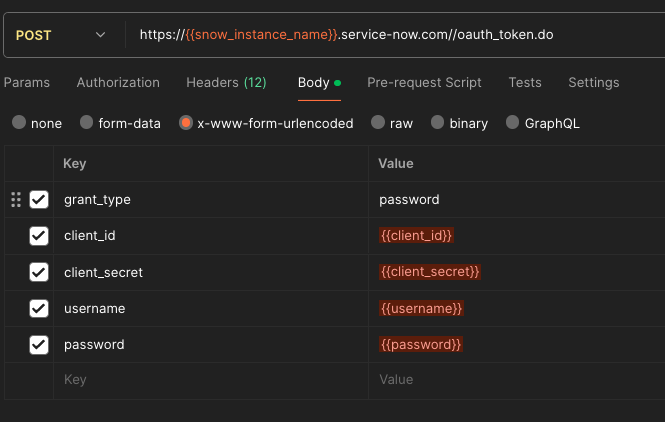 POST https://{{snow_instance_name}}.service-now.com//oauth_token.do
Params Authorization Headers (12) Body Pre-request Script Tests Settings
none form-data x-www-form-urlencoded raw binary GraphQL
Key Value
grant_type password
client_id {{client_id}}
client_secret {{client_secret}}
username {{username}}
password {{password}}
Key Value